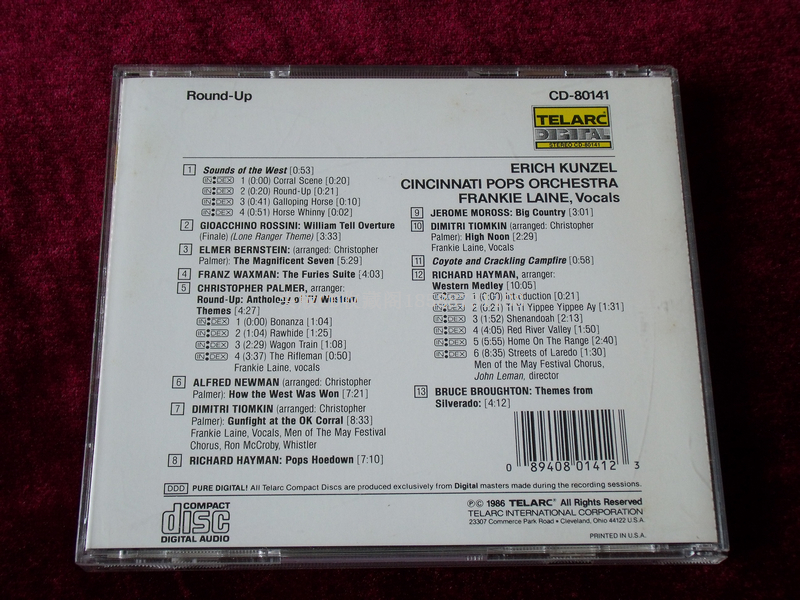 Round-Up
CD-80141
TELARC
DIGITAL
STEREO CD-80141
ERICH KUNZEL
CINCINNATI POPS ORCHESTRA
FRANKIE LAINE, Vocals
1 Sounds of the West [0:53]
INDEX 1 (0:00) Corral Scene [0:20]
INDEX 2 (0:20) Round-Up [0:21]
INDEX 3 (0:41) Galloping Horse [0:10]
INDEX 4 (0:51) Horse Whinny [0:02]
2 GIOACCHINO ROSSINI: William Tell Overture
(Finale) (Lone Ranger Theme) [3:33]
3 ELMER BERNSTEIN: (arranged: Christopher
Palmer): The Magnificent Seven [5:29]
4 FRANZ WAXMAN: The Furies Suite [4:03]
5 CHRISTOPHER PALMER, arranger:
Round-Up: Anthology of TV Western
Themes [4:27]
INDEX 1 (0:00) Bonanza [1:04]
INDEX 2 (1:04) Rawhide [1:25]
INDEX 3 (2:29) Wagon Train [1:08]
INDEX 4 (3:37) The Rifleman [0:50]
Frankie Laine, vocals
6 ALFRED NEWMAN (arranged: Christopher
Palmer): How the West Was Won [7:21]
7 DIMITRI TIOMKIN (arranged: Christopher
Palmer): Gunfight at the OK Corral [8:33]
Frankie Laine, Vocals, Men of The May Festival
Chorus, Ron McCroby, Whistler
8 RICHARD HAYMAN: Pops Hoedown [7:10]
9 JEROME MOROSS: Big Country [3:01]
10 DIMITRI TIOMKIN (arranged: Christopher
Palmer): High Noon [2:29]
Frankie Laine, Vocals
11 Coyote and Crackling Campfire [0:58]
12 RICHARD HAYMAN, arranger:
Western Medley [10:05]
INDEX 1 (0:00) Introduction [0:21]
INDEX 2 (0:21) Ti Yi Yippee Yippee Ay [1:31]
INDEX 3 (1:52) Shenandoah [2:13]
INDEX 4 (4:05) Red River Valley [1:50]
INDEX 5 (5:55) Home On The Range [2:40]
INDEX 6 (8:35) Streets of Laredo [1:30]
Men of the May Festival Chorus,
John Leman, director
13 BRUCE BROUGHTON: Themes from
Silverado: [4:12]
0 89408 01412 3
DDD PURE DIGITAL! All Telarc Compact Discs are produced exclusively from Digital masters made during the recording sessions.
COMPACT
disc
DIGITAL AUDIO
℗© 1986 TELARC® All Rights Reserved
TELARC INTERNATIONAL CORPORATION
23307 Commerce Park Road • Cleveland, Ohio 44122 U.S.A.
PRINTED IN U.S.A.